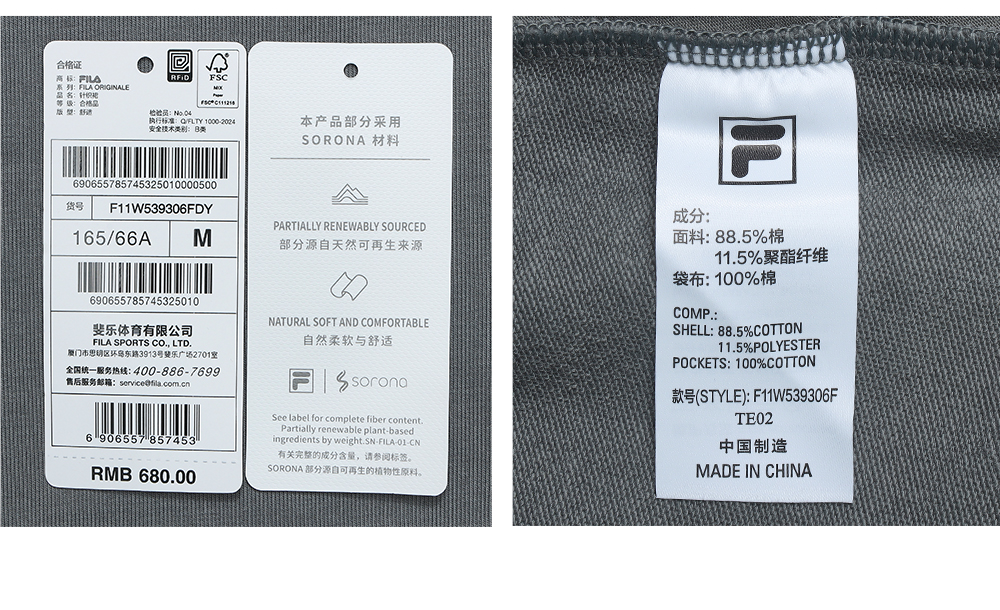 合格证
商 标: FILA
系 列: FILA ORIGINALE
品 名: 针织裙
等 级: 合格品
版 型: 舒适
RFiD
FSC
MIX
Paper
FSC® C111218
检验员: No.04
执行标准: Q/FLTY 1000-2024
安全技术类别: B类
690655785745325010000500
货号 F11W539306FDY
165/66A M
690655785745325010
斐乐体育有限公司
FILA SPORTS CO., LTD.
厦门市思明区环岛东路3913号斐乐广场2701室
全国统一服务热线: 400-886-7699
售后服务邮箱: service@fila.com.cn
6 906557 857453
RMB 680.00
本产品部分采用
SORONA 材料
PARTIALLY RENEWABLY SOURCED
部分源自天然可再生来源
NATURAL SOFT AND COMFORTABLE
自然柔软与舒适
F sorona
See label for complete fiber content.
Partially renewable plant-based
ingredients by weight.SN-FILA-01-CN
有关完整的成分含量，请参阅标签。
SORONA 部分源自可再生的植物性原料。
F
成分:
面料: 88.5%棉
11.5%聚酯纤维
袋布: 100%棉
COMP.:
SHELL: 88.5%COTTON
11.5%POLYESTER
POCKETS: 100%COTTON
款号(STYLE): F11W539306F
TE02
中国制造
MADE IN CHINA